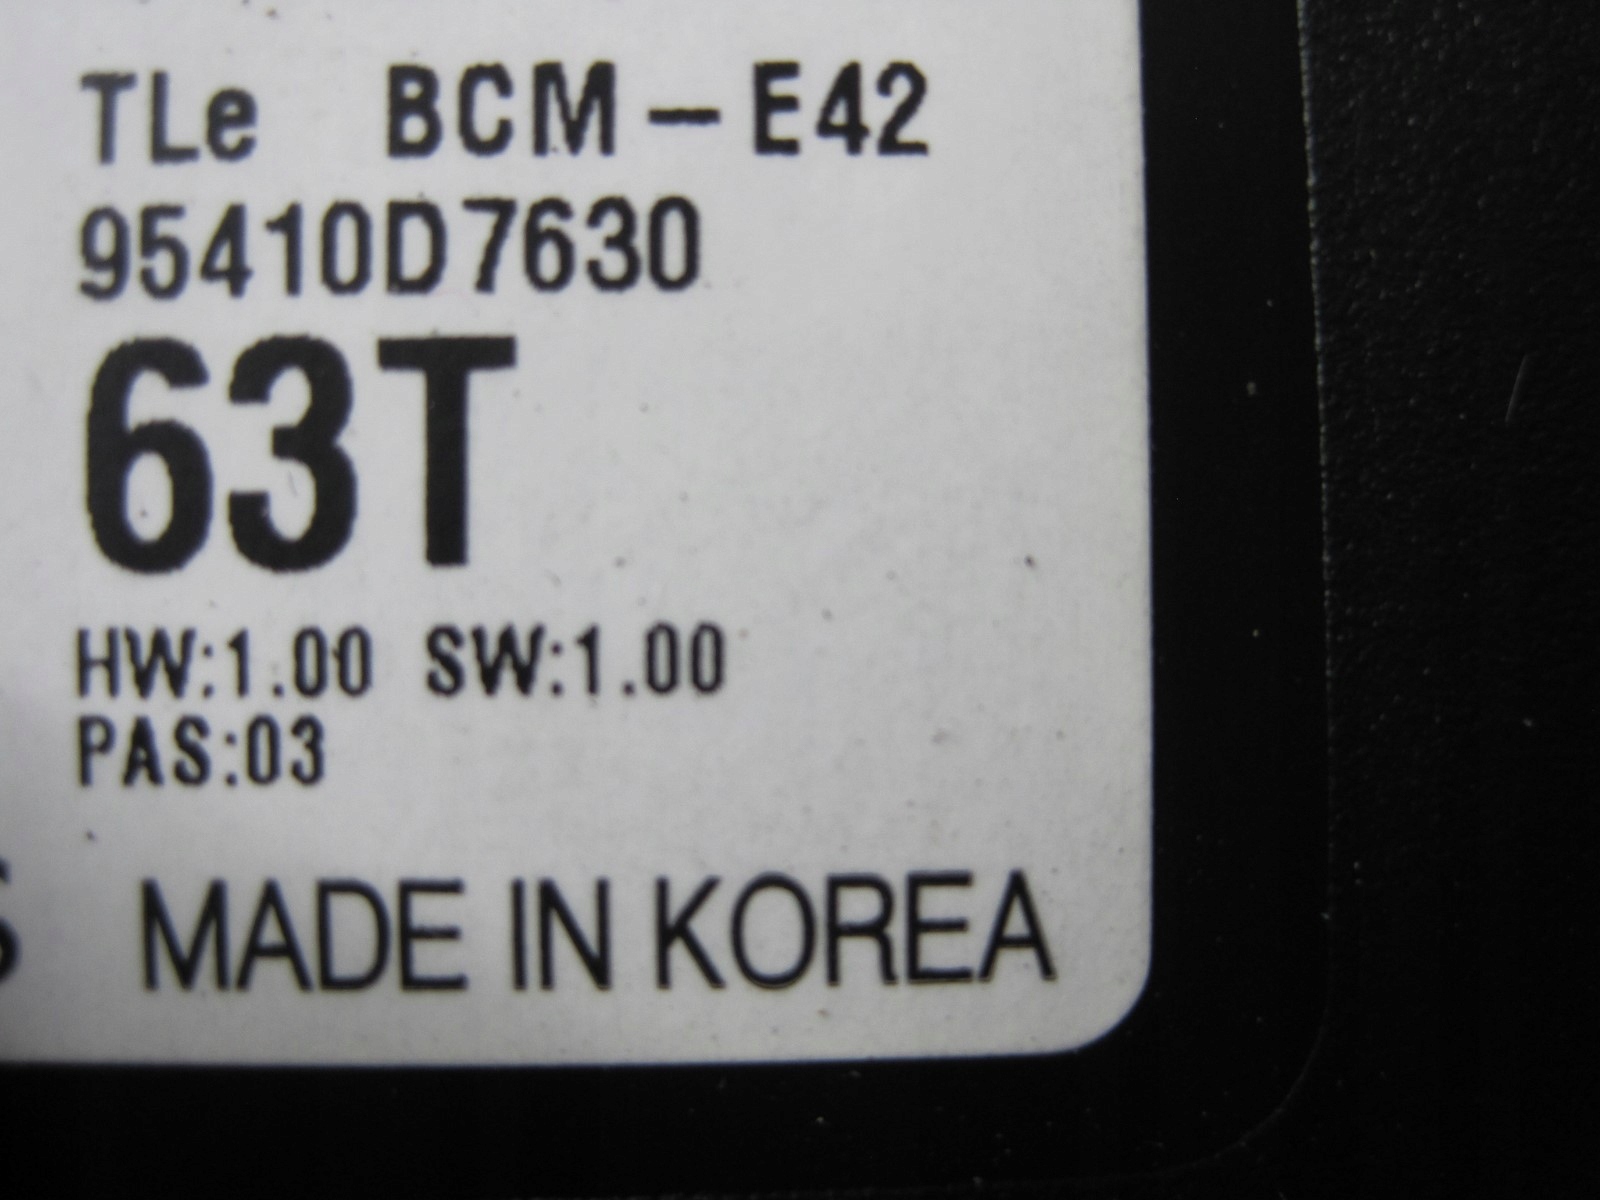 TLe BCM-E42
95410D7630
63T
HW:1.00 SW:1.00
PAS:03
MADE IN KOREA